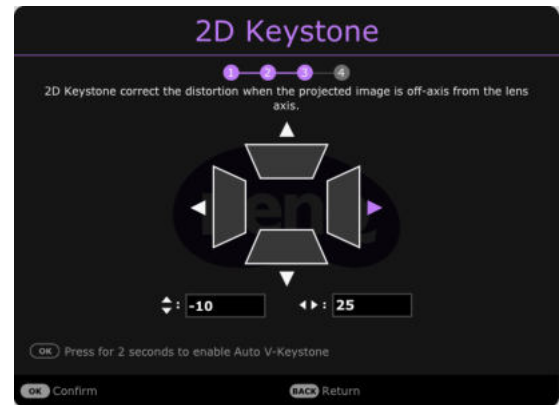 2D Keystone
1 2 3 4
2D Keystone correct the distortion when the projected image is off-axis from the lens
axis.
BenQ
: -10 : 25
OK Press for 2 seconds to enable Auto V-Keystone
OK Confirm BACK Return